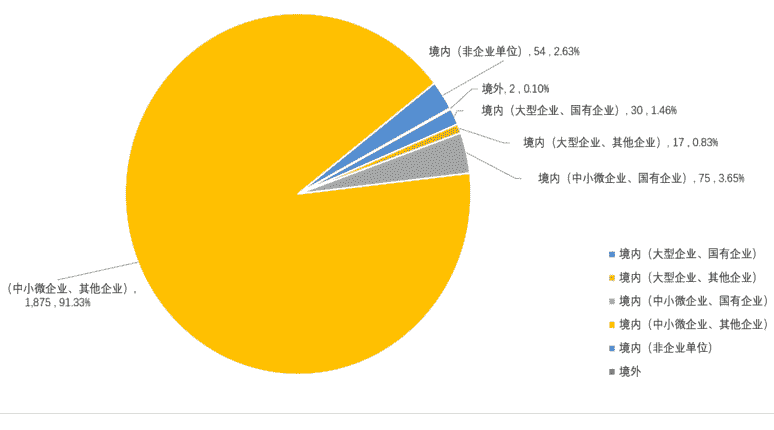 境内（非企业单位）, 54 , 2.63%
境外, 2 , 0.10%
境内（大型企业、国有企业）, 30 , 1.46%
境内（大型企业、其他企业）, 17 , 0.83%
境内（中小微企业、国有企业）, 75 , 3.65%
（中小微企业、其他企业）,
1,875 , 91.33%
境内（大型企业、国有企业）
境内（大型企业、其他企业）
境内（中小微企业、国有企业）
境内（中小微企业、其他企业）
境内（非企业单位）
境外